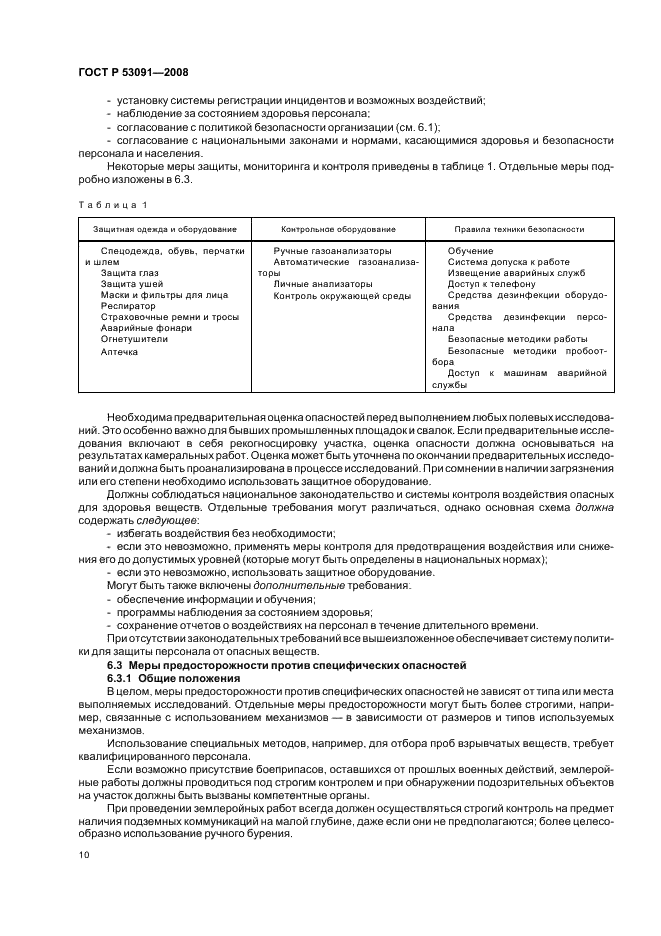 ГОСТ Р 53091—2008
- установку системы регистрации инцидентов и возможных воздействий;
- наблюдение за состоянием здоровья персонала;
- согласование с политикой безопасности организации (см. 6.1);
- согласование с национальными законами и нормами, касающимися здоровья и безопасности
персонала и населения.
Некоторые меры защиты, мониторинга и контроля приведены в таблице 1. Отдельные меры под-
робно изложены в 6.3.
Таблица 1
Защитная одежда и оборудование
Контрольное оборудование
Правила техники безопасности
Спецодежда, обувь, перчатки
и шлем
Защита глаз
Защита ушей
Маски и фильтры для лица
Респиратор
Страховочные ремни и тросы
Аварийные фонари
Огнетушители
Аптечка
Ручные газоанализаторы
Автоматические газоанализа-
торы
Личные анализаторы
Контроль окружающей среды
Обучение
Система допуска к работе
Извещение аварийных служб
Доступ к телефону
Средства дезинфекции оборудо-
вания
Средства дезинфекции персо-
нала
Безопасные методики работы
Безопасные методики пробоот-
бора
Доступ к машинам аварийной
службы
Необходима предварительная оценка опасностей перед выполнением любых полевых исследова-
ний. Это особенно важно для бывших промышленных площадок и свалок. Если предварительные иссле-
дования включают в себя рекогносцировку участка, оценка опасности должна основываться на
результатах камеральных работ. Оценка может быть уточнена по окончании предварительных исследо-
ваний и должна быть проанализирована в процессе исследований. При сомнении в наличии загрязнения
или его степени необходимо использовать защитное оборудование.
Должны соблюдаться национальное законодательство и системы контроля воздействия опасных
для здоровья веществ. Отдельные требования могут различаться, однако основная схема должна
содержать следующее:
- избегать воздействия без необходимости;
- если это невозможно, применять меры контроля для предотвращения воздействия или сниже-
ния его до допустимых уровней (которые могут быть определены в национальных нормах);
- если это невозможно, использовать защитное оборудование.
Могут быть также включены дополнительные требования:
- обеспечение информации и обучения;
- программы наблюдения за состоянием здоровья;
- сохранение отчетов о воздействиях на персонал в течение длительного времени.
При отсутствии законодательных требований все вышеизложенное обеспечивает систему полити-
ки для защиты персонала от опасных веществ.
6.3 Меры предосторожности против специфических опасностей
6.3.1 Общие положения
В целом, меры предосторожности против специфических опасностей не зависят от типа или места
выполняемых исследований. Отдельные меры предосторожности могут быть более строгими, напри-
мер, связанные с использованием механизмов — в зависимости от размеров и типов используемых
механизмов.
Использование специальных методов, например, для отбора проб взрывчатых веществ, требует
квалифицированного персонала.
Если возможно присутствие боеприпасов, оставшихся от прошлых военных действий, землерой-
ные работы должны проводиться под строгим контролем и при обнаружении подозрительных объектов
на участок должны быть вызваны компетентные органы.
При проведении землеройных работ всегда должен осуществляться строгий контроль на предмет
наличия подземных коммуникаций на малой глубине, даже если они не предполагаются; более целесо-
образно использование ручного бурения.
10